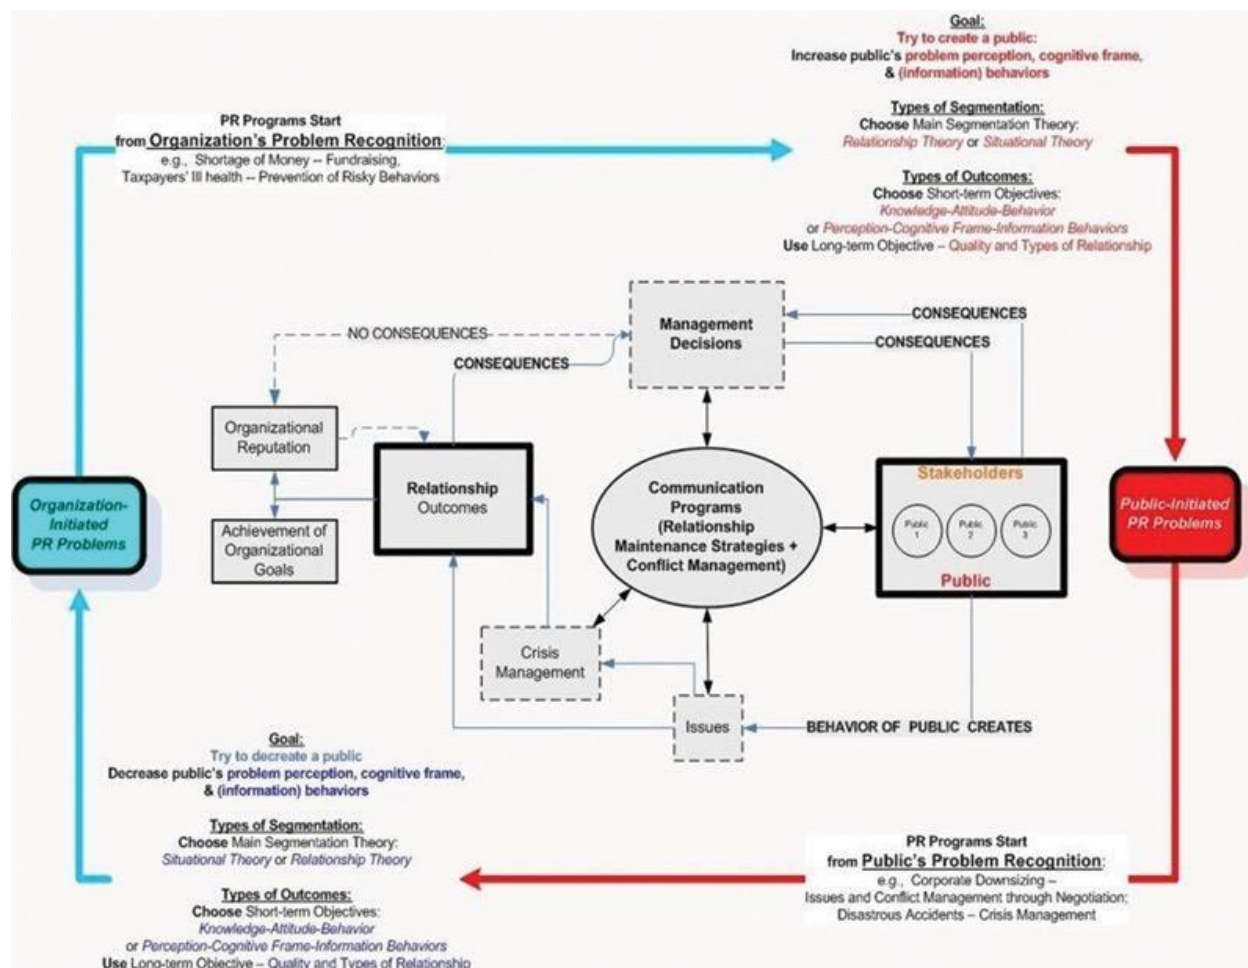 Goal:
Try to create a public:
Increase public's problem perception, cognitive frame,
& (information) behaviors
Types of Segmentation:
Choose Main Segmentation Theory:
Relationship Theory or Situational Theory
Types of Outcomes:
Choose Short-term Objectives:
Knowledge-Attitude-Behavior
or Perception-Cognitive Frame-Information Behaviors
Use Long-term Objective – Quality and Types of Relationship
PR Programs Start
from Organization's Problem Recognition:
e.g., Shortage of Money -- Fundraising,
Taxpayers' Ill health -- Prevention of Risky Behaviors
Management
Decisions
NO CONSEQUENCES
CONSEQUENCES
CONSEQUENCES
CONSEQUENCES
Organizational
Reputation
Achievement of
Organizational
Goals
Relationship
Outcomes
Communication
Programs
(Relationship
Maintenance Strategies +
Conflict Management)
Stakeholders
Public
1
Public
2
Public
3
Public
Organization-
Initiated
PR Problems
Public-Initiated
PR Problems
Crisis
Management
Issues
BEHAVIOR OF PUBLIC CREATES
Goal:
Try to decreate a public
Decrease public's problem perception, cognitive frame,
& (information) behaviors
Types of Segmentation:
Choose Main Segmentation Theory:
Situational Theory or Relationship Theory
Types of Outcomes:
Choose Short-term Objectives:
Knowledge-Attitude-Behavior
or Perception-Cognitive Frame-Information Behaviors
Use Long-term Objective – Quality and Types of Relationship
PR Programs Start
from Public's Problem Recognition:
e.g., Corporate Downsizing –
Issues and Conflict Management through Negotiation;
Disastrous Accidents – Crisis Management